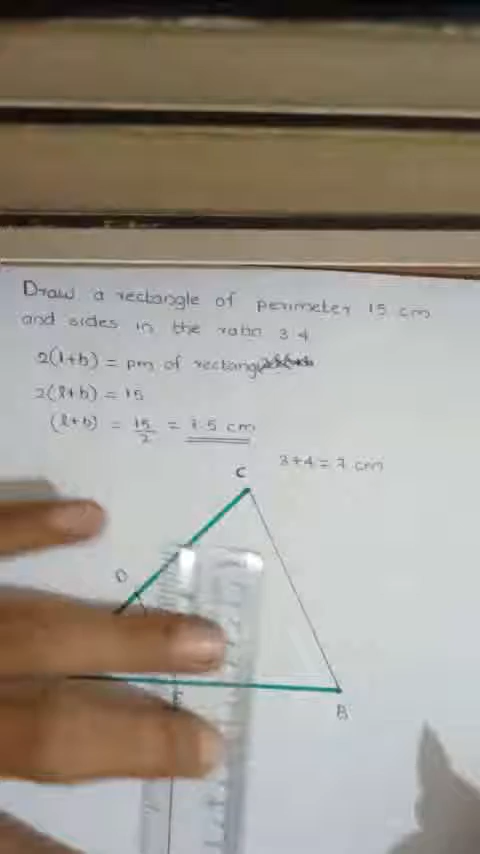 Draw a rectangle of perimeter 15 cm
and sides in the ratio 3:4
2(l+b) = pm of rectangle
2(l+b) = 15
(l+b) = 15/2 = 7.5 cm
3+4 = 7 cm
C
D
E
B